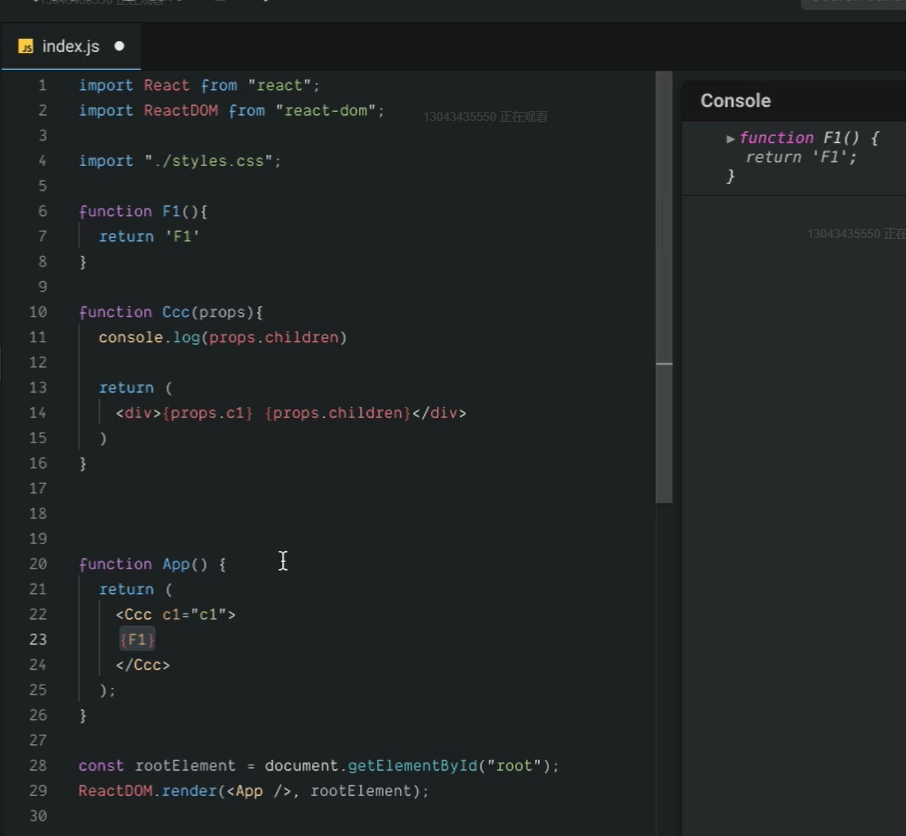 index.js
1 import React from "react";
2 import ReactDOM from "react-dom";
13043435550 正在观看
3
4 import "./styles.css";
5
6 function F1(){
7 return 'F1'
8 }
9
10 function Ccc(props){
11 console.log(props.children)
12
13 return (
14 <div>{props.c1} {props.children}</div>
15 )
16 }
17
18
19
20 function App() {
21 return (
22 <Ccc c1="c1">
23 {F1}
24 </Ccc>
25 );
26 }
27
28 const rootElement = document.getElementById("root");
29 ReactDOM.render(<App />, rootElement);
30
Console
function F1() {
return 'F1';
}
13043435550 正在